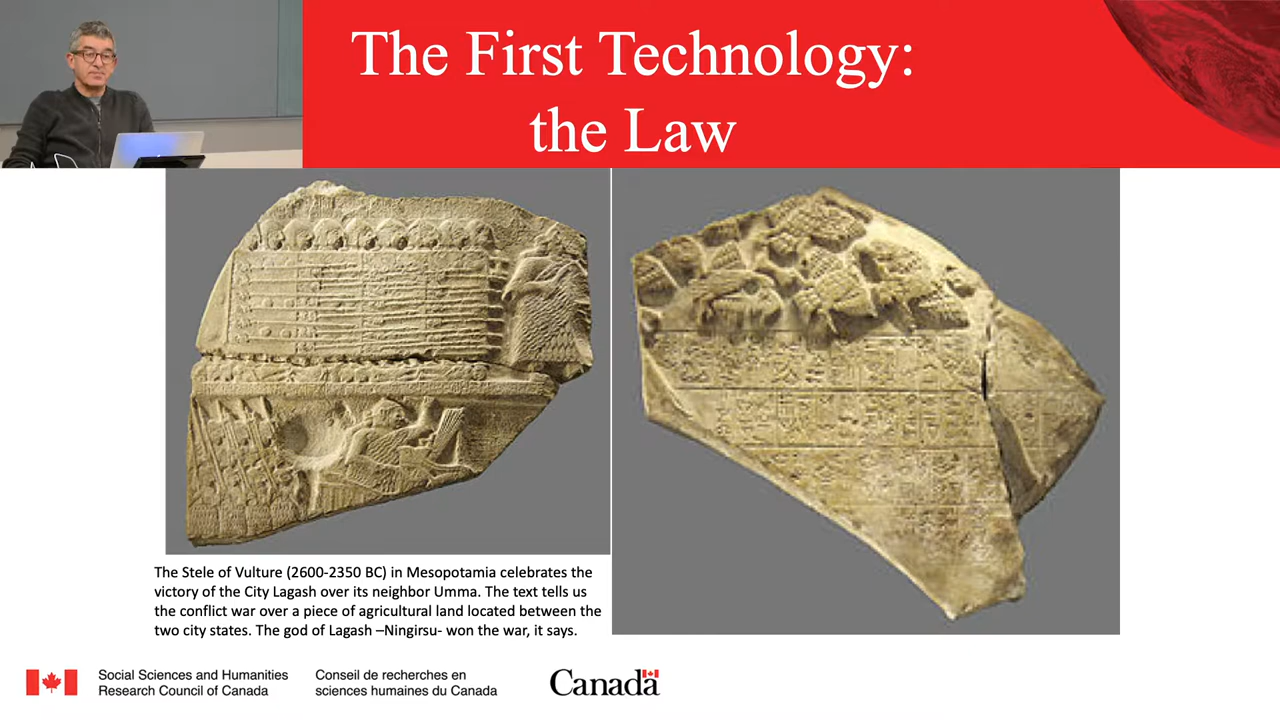 The First Technology:
the Law
The Stele of Vulture (2600-2350 BC) in Mesopotamia celebrates the
victory of the City Lagash over its neighbor Umma. The text tells us
the conflict war over a piece of agricultural land located between the
two city states. The god of Lagash –Ningirsu- won the war, it says.
Social Sciences and Humanities
Research Council of Canada
Conseil de recherches en
sciences humaines du Canada
Canada